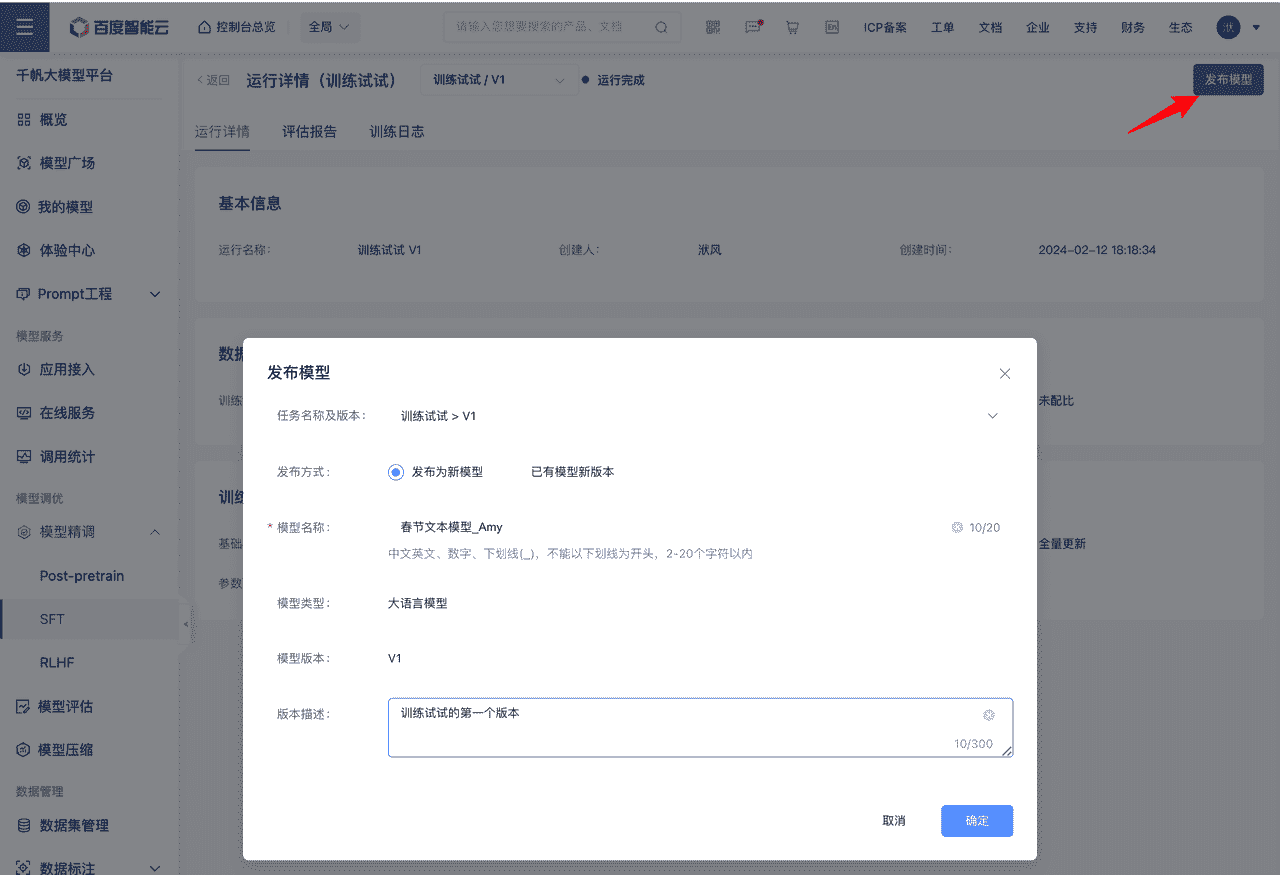 百度智能云 控制台总览 全局 请输入您想要搜索的产品、文档 EN ICP备案 工单 文档 企业 支持 财务 生态 洑
千帆大模型平台
概览
模型广场
我的模型
体验中心
Prompt工程
模型服务
应用接入
在线服务
调用统计
模型调优
模型精调
Post-pretrain
SFT
RLHF
模型评估
模型压缩
数据管理
数据集管理
数据标注
< 返回 运行详情（训练试试） 训练试试 / V1 运行完成 发布模型
运行详情 评估报告 训练日志
基本信息
运行名称： 训练试试 V1 创建人： 洑风 创建时间： 2024-02-12 18:18:34
数据
训练 未配比
训练
基础 全量更新
参数
发布模型
任务名称及版本： 训练试试 > V1
发布方式： 发布为新模型 已有模型新版本
* 模型名称： 春节文本模型_Amy 10/20
中文英文、数字、下划线(_)，不能以下划线为开头，2-20个字符以内
模型类型： 大语言模型
模型版本： V1
版本描述： 训练试试的第一个版本
10/300
取消 确定